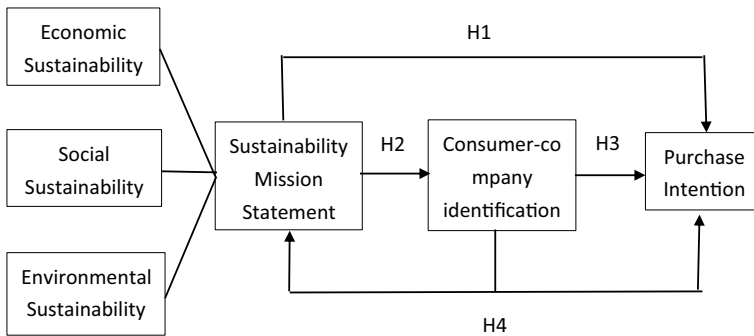 Economic
Sustainability
Social
Sustainability
Environmental
Sustainability
Sustainability
Mission
Statement
Consumer-co
mpany
identification
Purchase
Intention
H1
H2
H3
H4